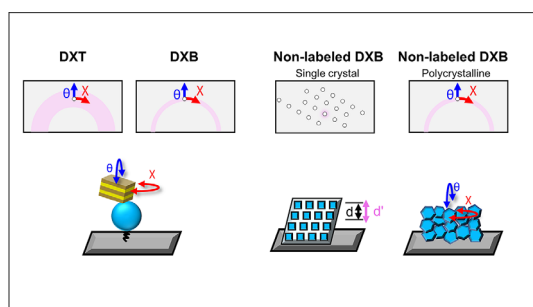 DXT
DXB
Non-labeled DXB
Single crystal
Non-labeled DXB
Polycrystalline
θ
χ
θ
χ
θ
χ
θ
χ
d
d'
θ
χ